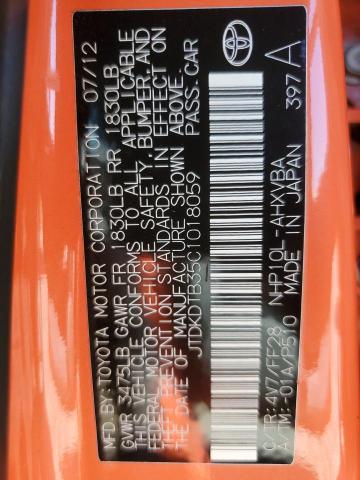 MFD.BY:TOYOTA MOTOR CORPORATION 07/12
GVWR 3475LB GAWR FR 1830LB RR 1830LB
THIS VEHICLE CONFORMS TO ALL APPLICABLE
FEDERAL MOTOR VEHICLE SAFETY, BUMPER, AND
THEFT PREVENTION STANDARDS IN EFFECT ON
THE DATE OF MANUFACTURE SHOWN ABOVE.
JTDKDTB35C1018059 PASS.CAR
C/TR:4V7/FF28 NHP10L-AHXVBA
A/TM:-01A/P510 MADE IN JAPAN 397 A
TOYOTA